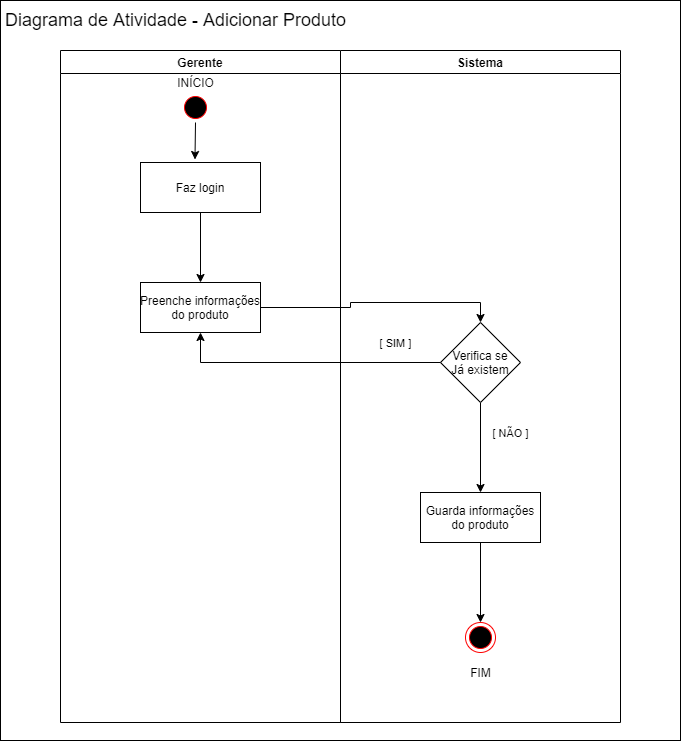 Diagrama de Atividade - Adicionar Produto
Gerente
Sistema
INÍCIO
Faz login
Preenche informações
do produto
[ SIM ]
Verifica se
Já existem
[ NÃO ]
Guarda informações
do produto
FIM